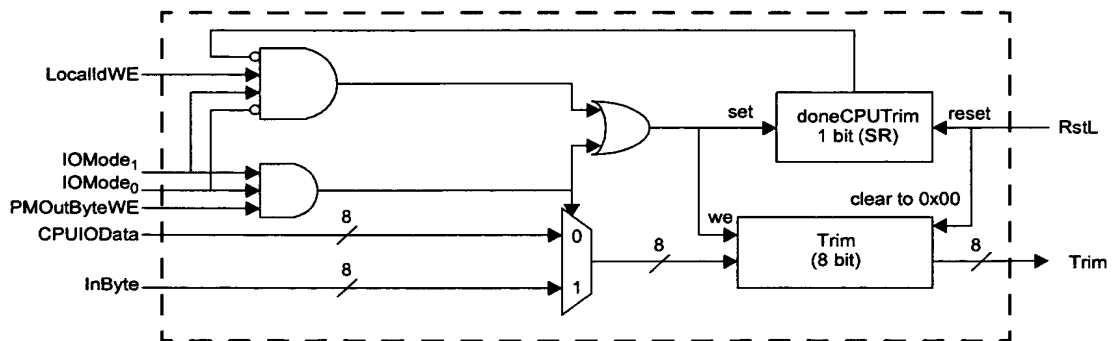 LocalIdWE
IOMode1
IOMode0
PMOutByteWE
CPUIOData
InByte
8
8
0
1
8
set
doneCPUTrim
1 bit (SR)
reset
RstL
clear to 0x00
we
Trim
(8 bit)
8
Trim